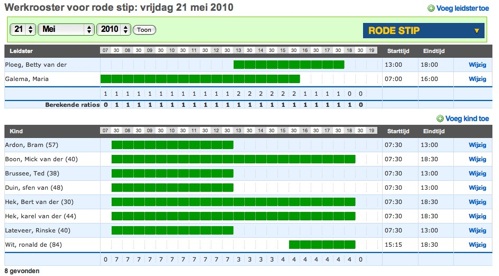 Werkrooster voor rode stip: vrijdag 21 mei 2010
Voeg leidster toe
21 Mei 2010 Toon
RODE STIP
Leidster 07 30 08 30 09 30 10 30 11 30 12 30 13 30 14 30 15 30 16 30 17 30 18 30 19 Starttijd Eindtijd
Ploeg, Betty van der 13:00 18:00 Wijzig
Galema, Maria 07:00 16:00 Wijzig
1 1 1 1 1 1 1 1 1 1 1 1 2 2 2 2 2 2 1 1 1 1 0 0
Berekende ratios 0 1 1 1 1 1 1 1 1 1 1 1 1 1 1 1 1 1 1 1 1 1 0 0
Voeg kind toe
Kind 07 30 08 30 09 30 10 30 11 30 12 30 13 30 14 30 15 30 16 30 17 30 18 30 19 Starttijd Eindtijd
Ardon, Bram (57) 07:30 13:00 Wijzig
Boon, Mick van der (40) 07:30 18:30 Wijzig
Brussee, Ted (38) 07:30 13:00 Wijzig
Duin, sfen van (48) 07:30 13:00 Wijzig
Hek, Bert van der (30) 07:30 18:30 Wijzig
Hek, karel van der (44) 07:30 18:30 Wijzig
Lateveer, Rinske (40) 07:30 13:00 Wijzig
Wit, ronald de (84) 15:15 18:30 Wijzig
0 7 7 7 7 7 7 7 7 7 7 7 3 3 3 3 3 4 4 4 4 4 4 0
8 gevonden